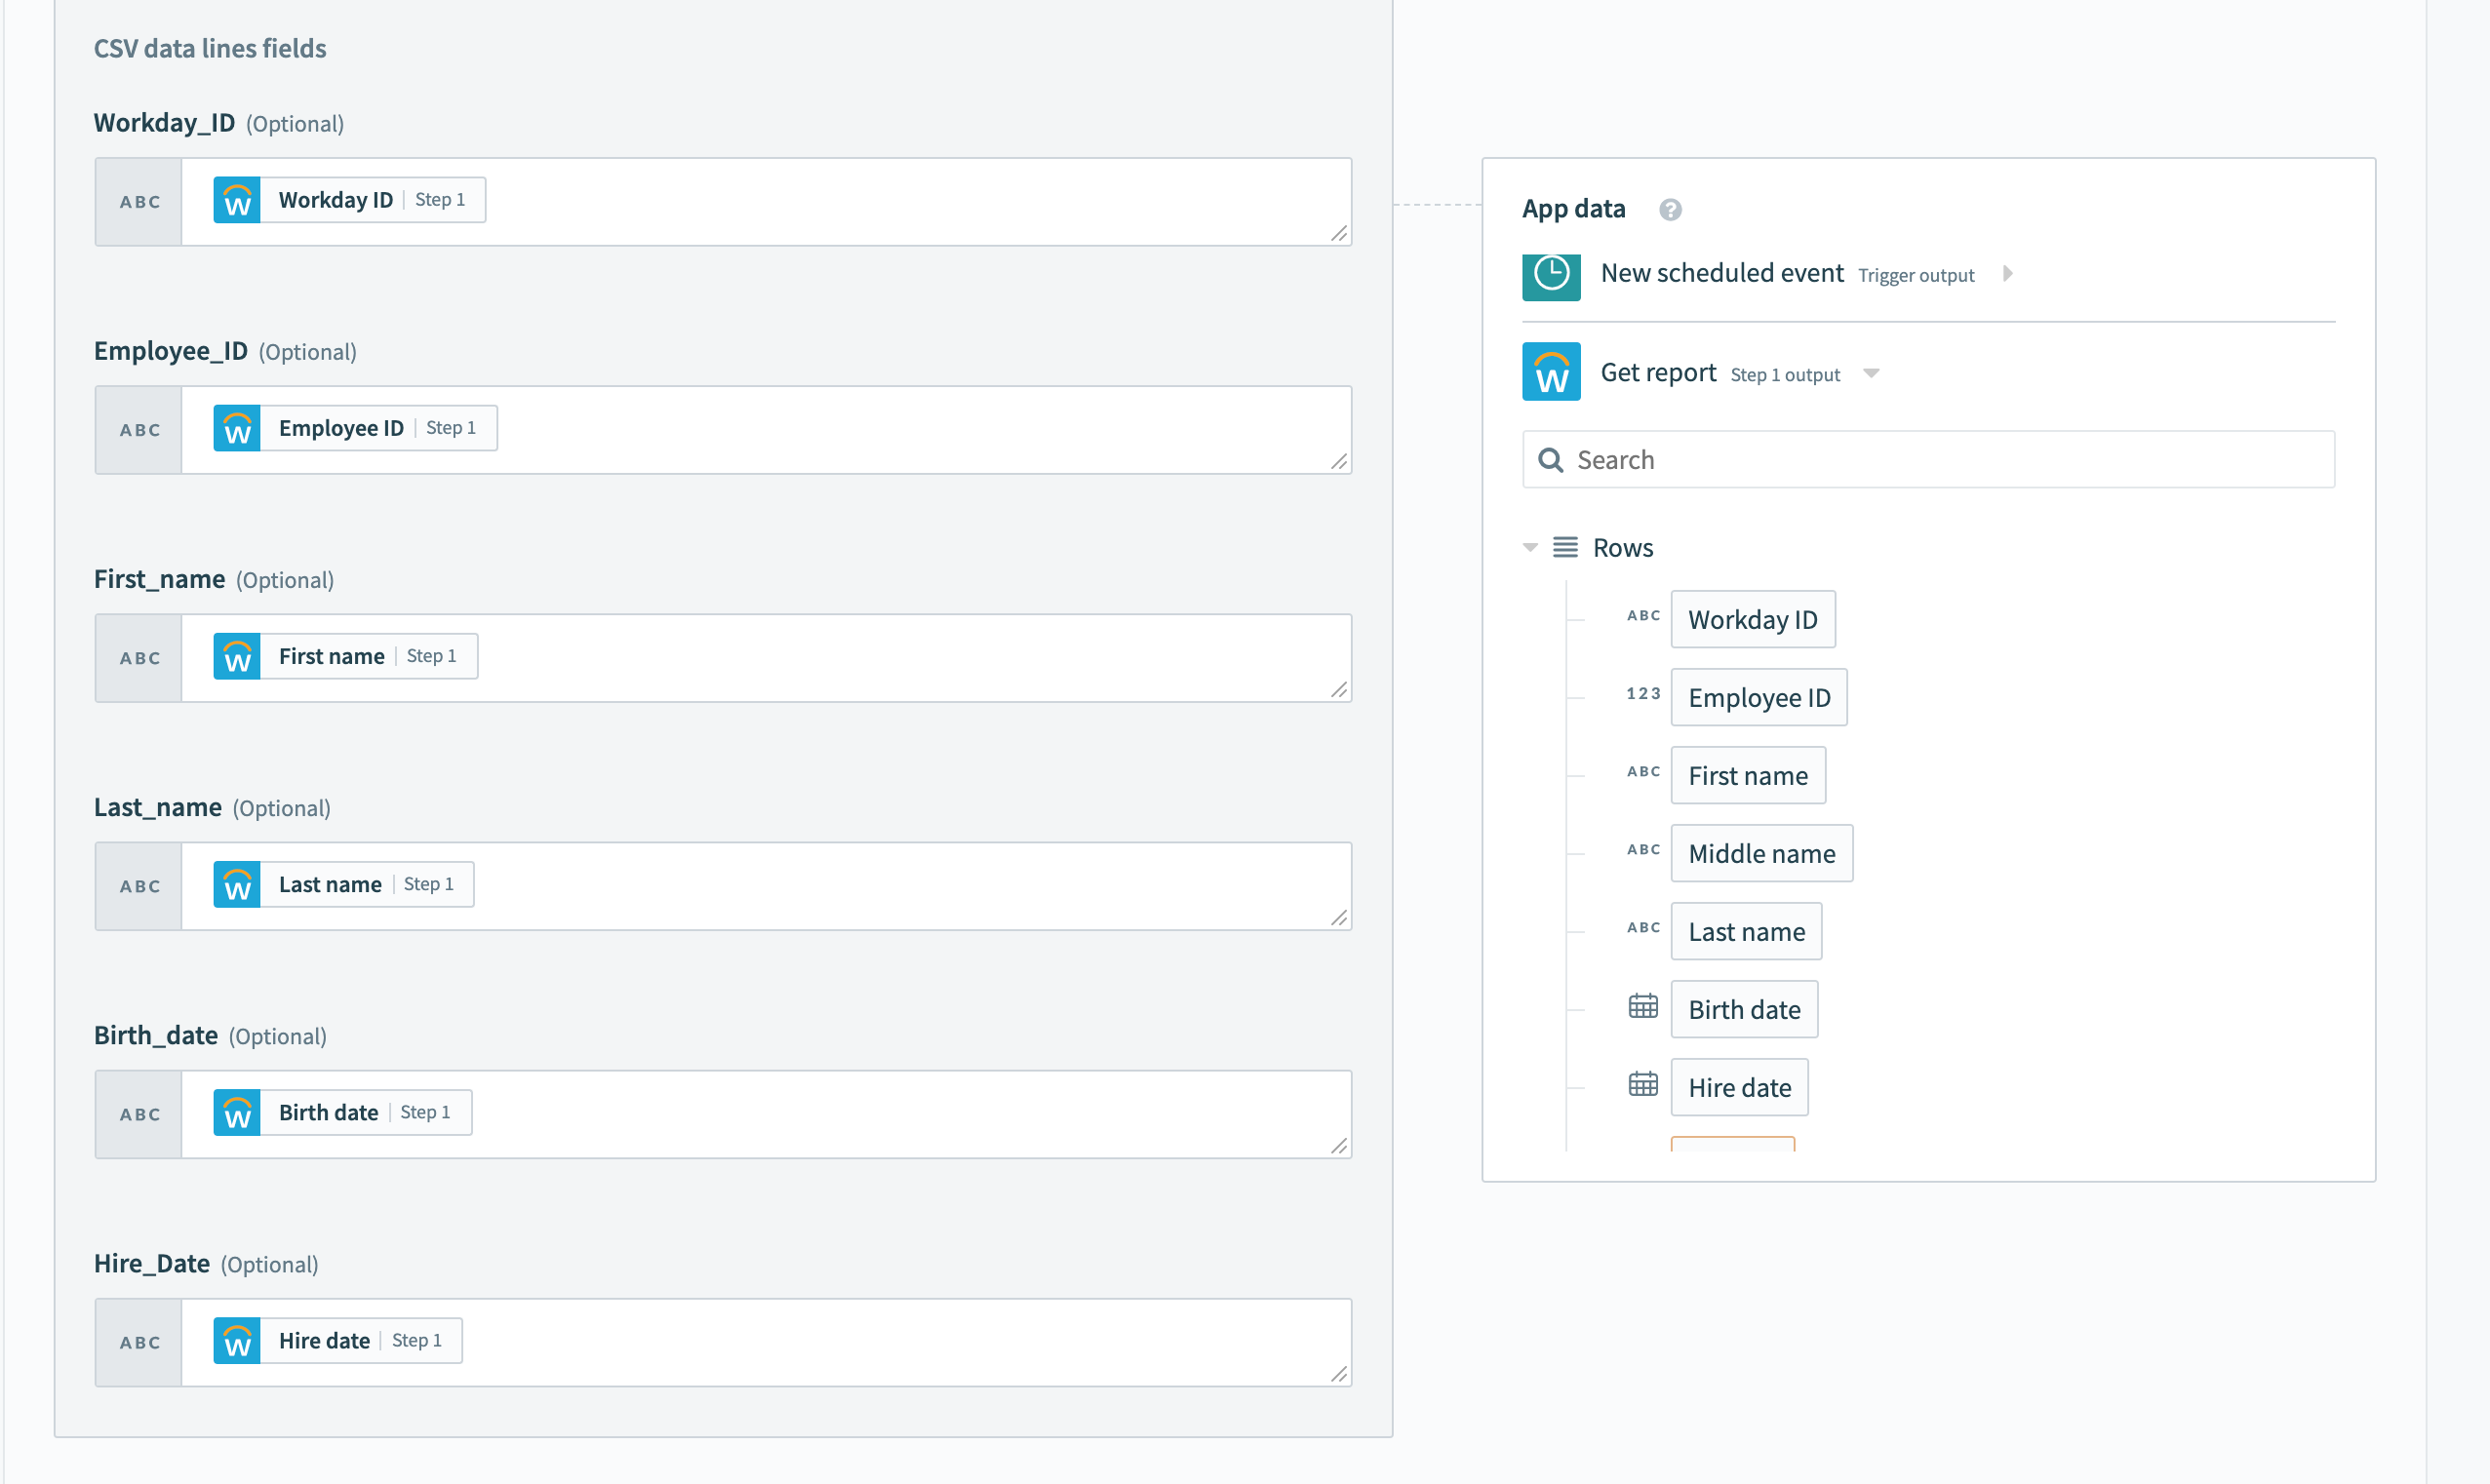 CSV data lines fields
Workday_ID (Optional)
ABC
Workday ID | Step 1
Employee_ID (Optional)
ABC
Employee ID | Step 1
First_name (Optional)
ABC
First name | Step 1
Last_name (Optional)
ABC
Last name | Step 1
Birth_date (Optional)
ABC
Birth date | Step 1
Hire_Date (Optional)
ABC
Hire date | Step 1
App data ?
New scheduled event Trigger output
Get report Step 1 output
Search
Rows
ABC Workday ID
123 Employee ID
ABC First name
ABC Middle name
ABC Last name
Birth date
Hire date